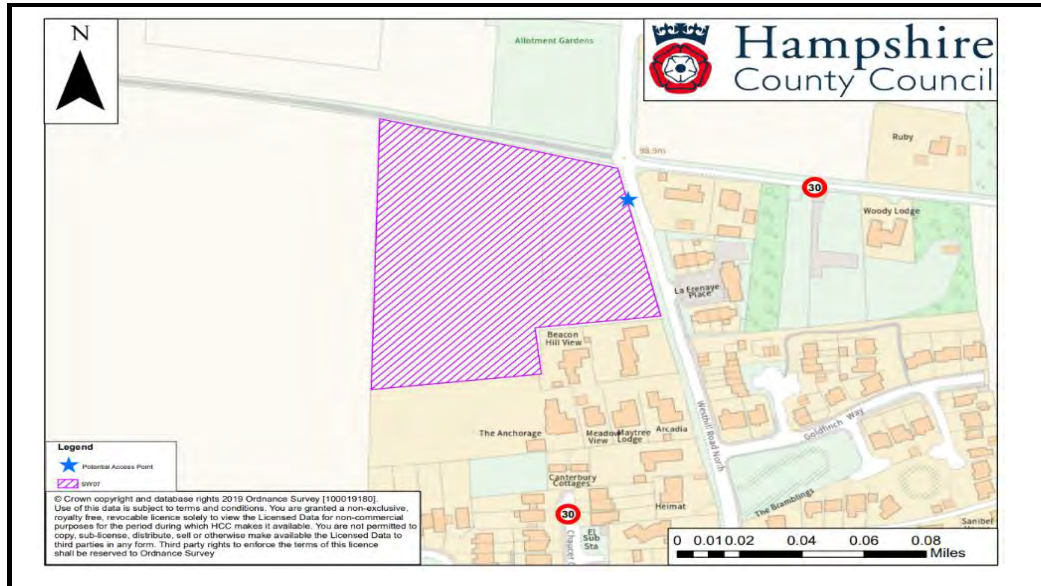 N
Hampshire
County Council
Allotment Gardens
98.9m
Ruby
30
Woody Lodge
La Frenaye
Place
Beacon
Hill View
Westhill Road North
Goldfinch Way
The Anchorage
Meadow
View
Maytree
Lodge
Arcadia
Canterbury
Cottages
The Bramblings
Heimat
30
El
Sub
Sta
Sanibel
Legend
Potential Access Point
SW07
© Crown copyright and database rights 2019 Ordnance Survey [100019180].
Use of this data is subject to terms and conditions. You are granted a non-exclusive,
royalty free, revocable licence solely to view the Licensed Data for non-commercial
purposes for the period during which HCC makes it available. You are not permitted to
copy, sub-license, distribute, sell or otherwise make available the Licensed Data to
third parties in any form. Third party rights to enforce the terms of this licence
shall be reserved to Ordnance Survey
0 0.01 0.02 0.04 0.06 0.08
Miles